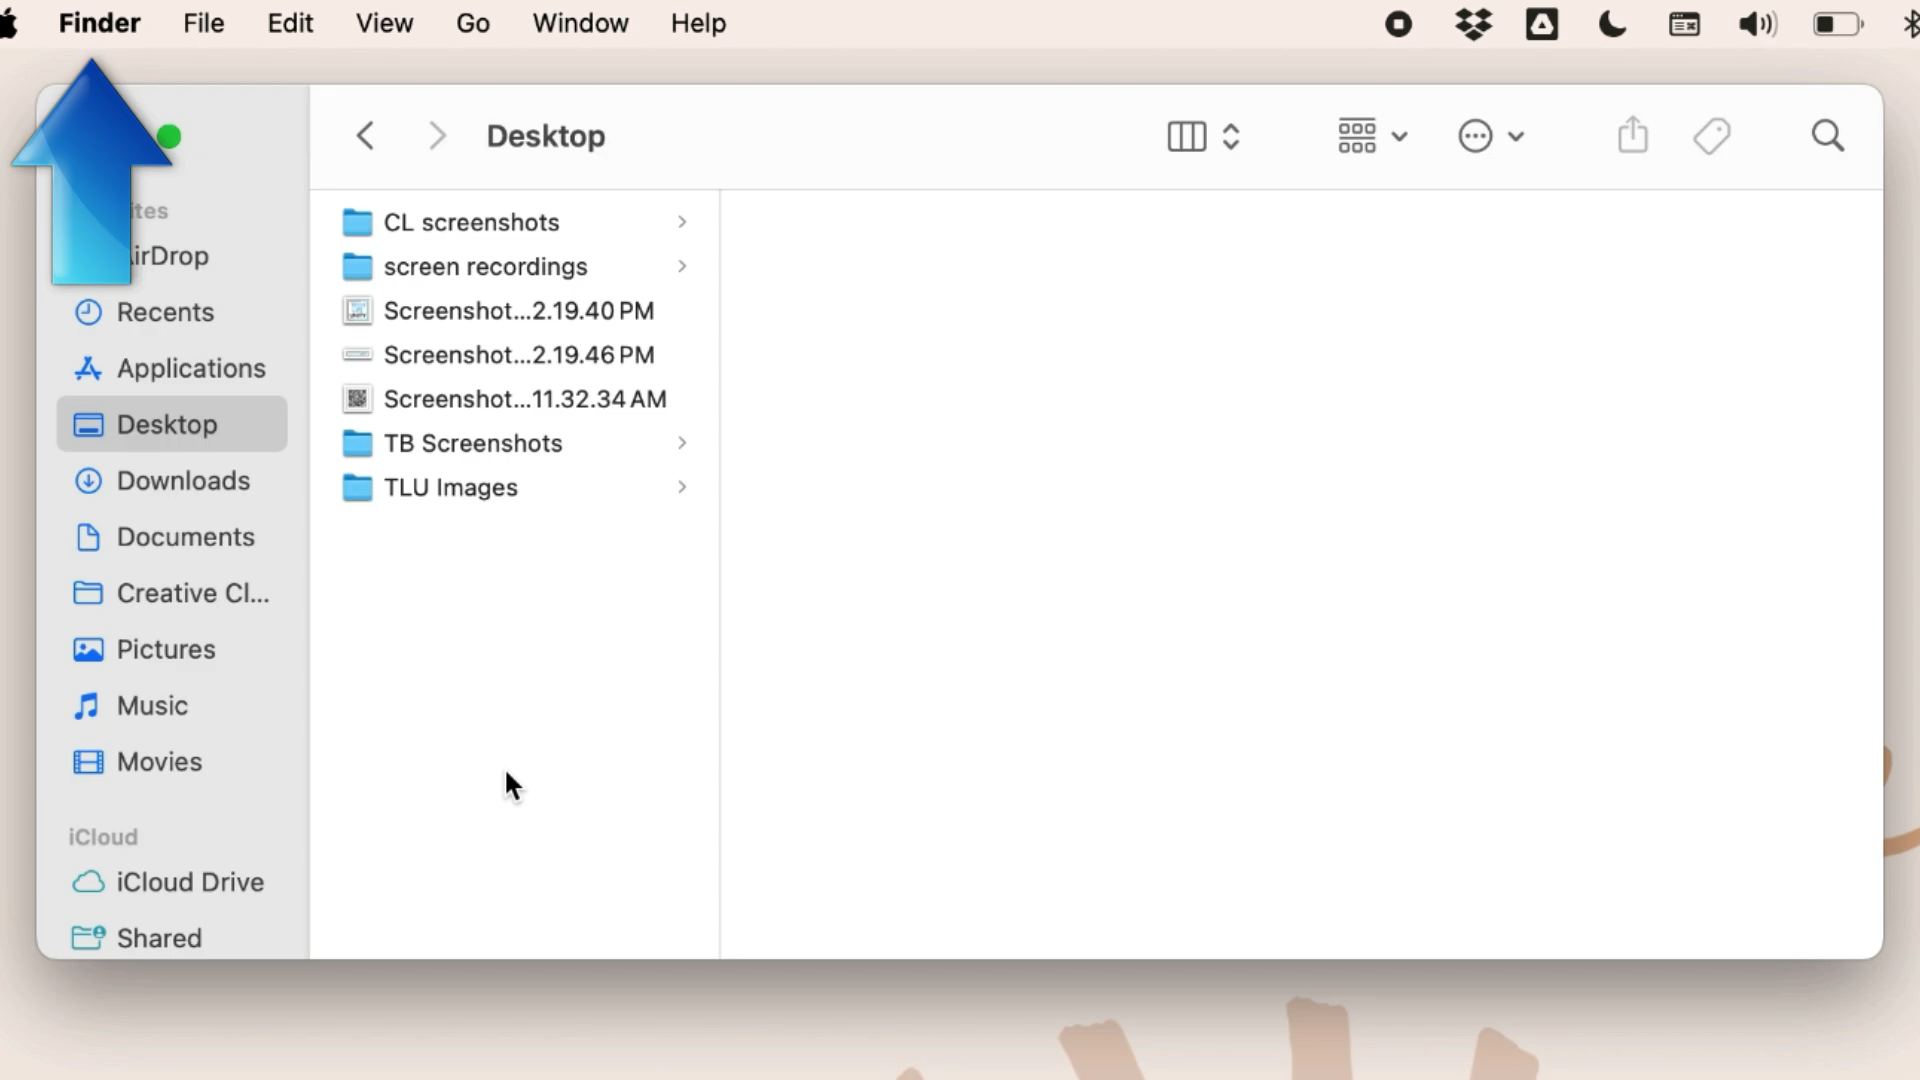 Finder File Edit View Go Window Help
Desktop
ites
irDrop
Recents
Applications
Desktop
Downloads
Documents
Creative Cl...
Pictures
Music
Movies
iCloud
iCloud Drive
Shared
CL screenshots
screen recordings
Screenshot...2.19.40 PM
Screenshot...2.19.46 PM
Screenshot...11.32.34 AM
TB Screenshots
TLU Images